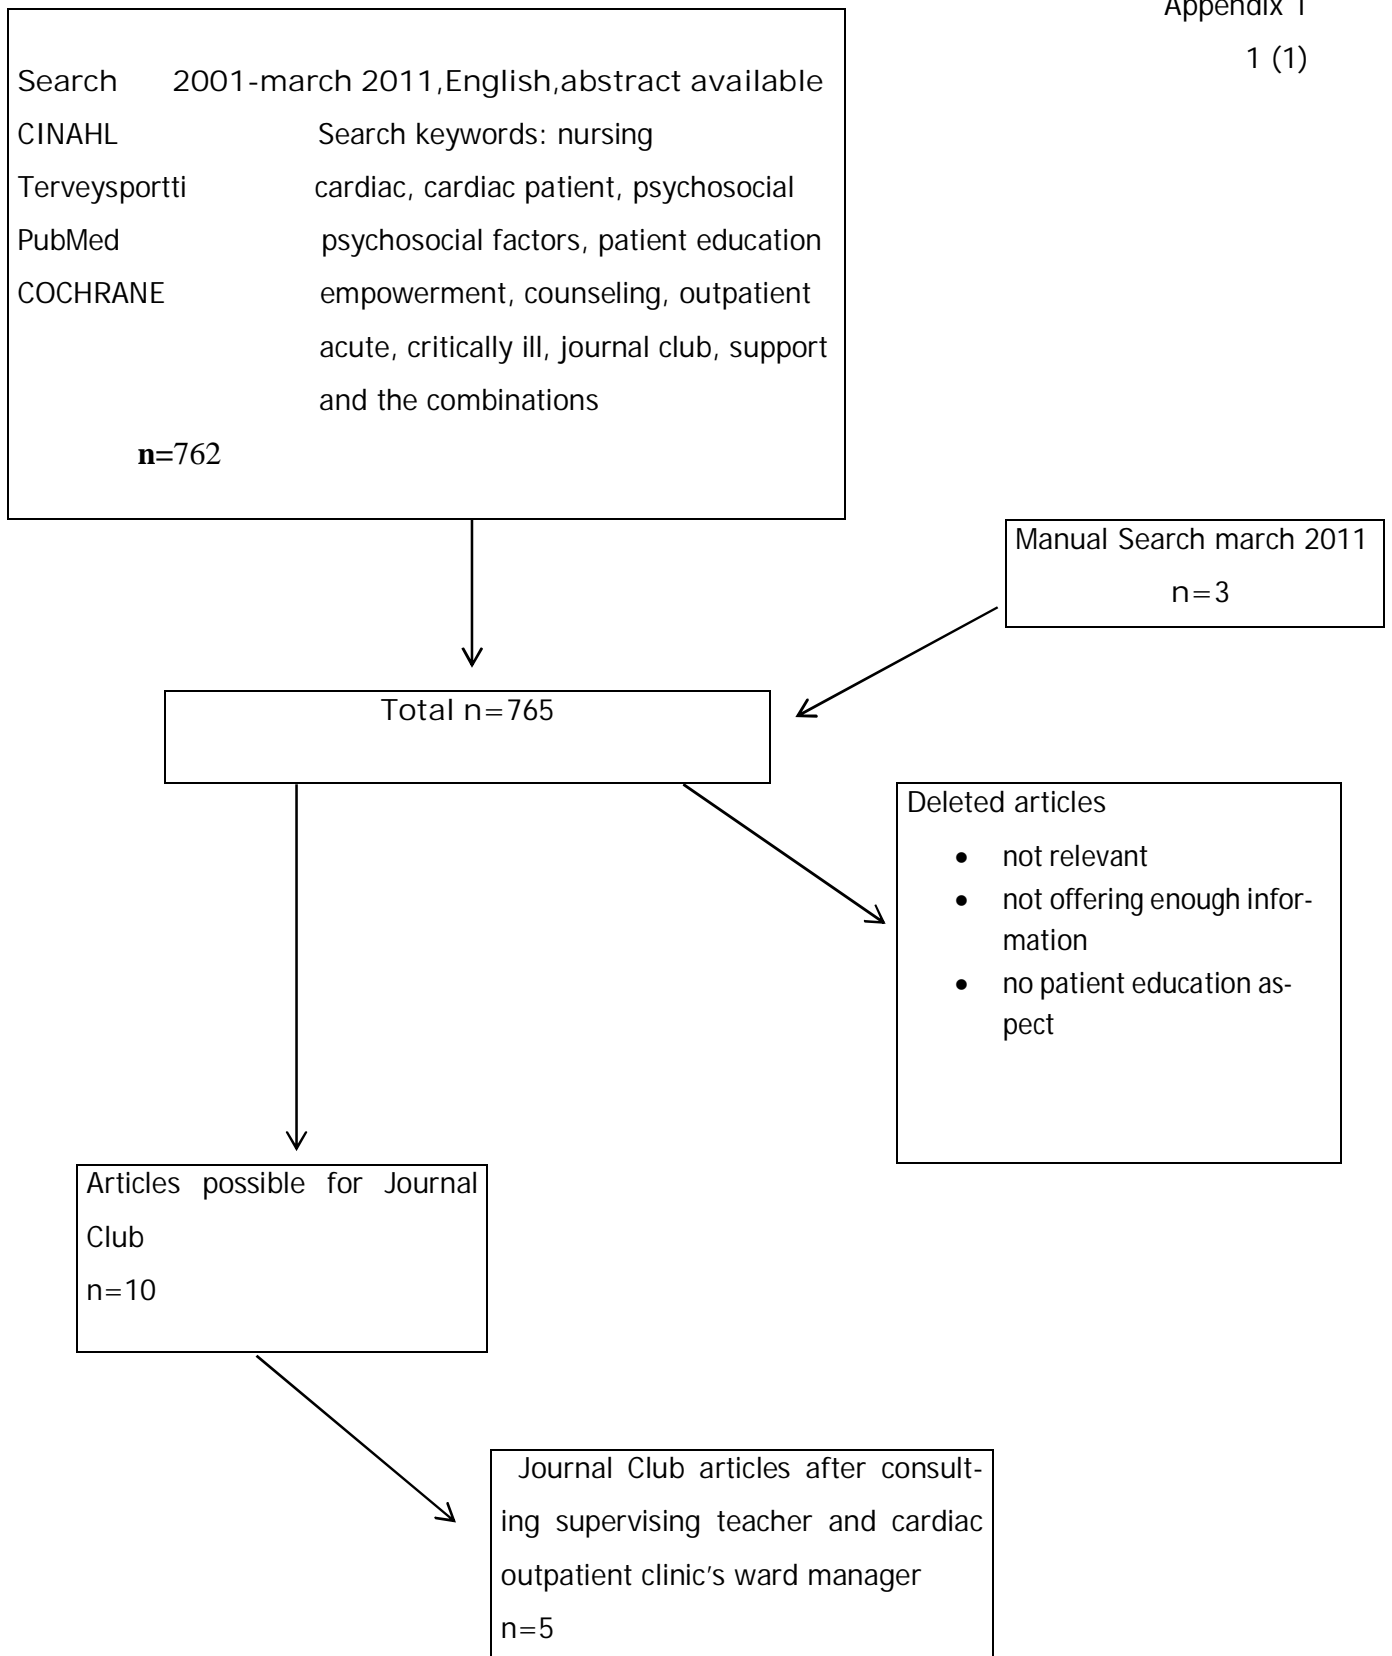 Appendix 1
1 (1)
Search 2001-march 2011,English,abstract available
CINAHL Search keywords: nursing
Terveysportti cardiac, cardiac patient, psychosocial
PubMed psychosocial factors, patient education
COCHRANE empowerment, counseling, outpatient
acute, critically ill, journal club, support
and the combinations
n=762
Manual Search march 2011
n=3
Total n=765
Deleted articles
• not relevant
• not offering enough infor-
mation
• no patient education as-
pect
Articles possible for Journal
Club
n=10
Journal Club articles after consult-
ing supervising teacher and cardiac
outpatient clinic's ward manager
n=5